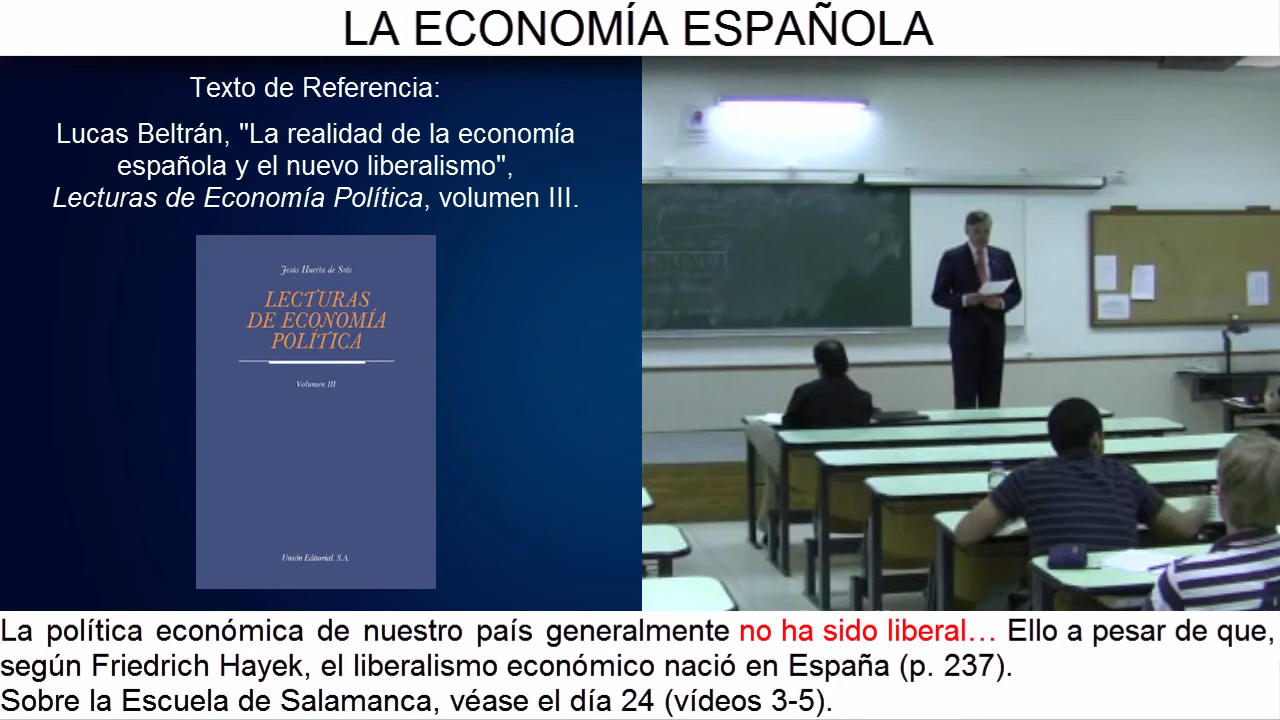 LA ECONOMÍA ESPAÑOLA
Texto de Referencia:
Lucas Beltrán, "La realidad de la economía
española y el nuevo liberalismo",
Lecturas de Economía Política, volumen III.
Jesús Huerta de Soto
LECTURAS
DE ECONOMÍA
POLÍTICA
Volumen III
Unión Editorial, S.A.
La política económica de nuestro país generalmente no ha sido liberal… Ello a pesar de que,
según Friedrich Hayek, el liberalismo económico nació en España (p. 237).
Sobre la Escuela de Salamanca, véase el día 24 (vídeos 3-5).